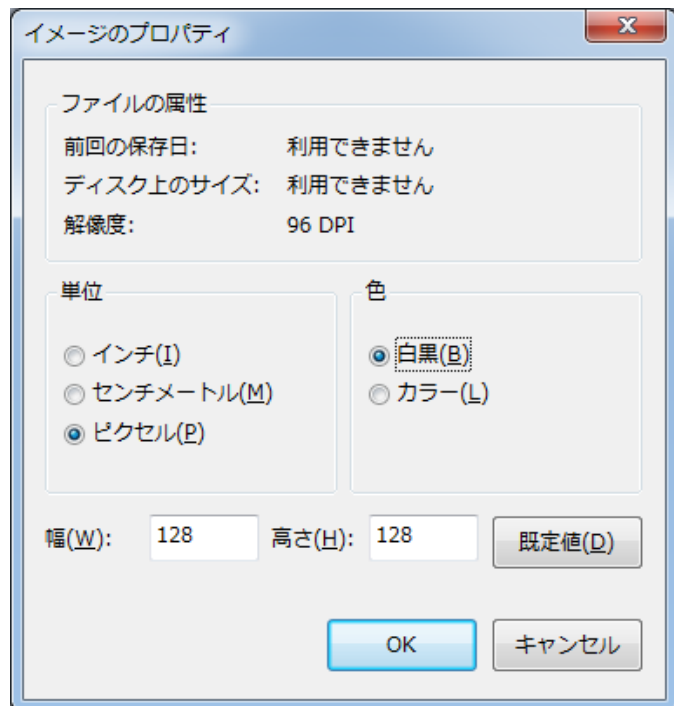 イメージのプロパティ
ファイルの属性
前回の保存日: 利用できません
ディスク上のサイズ: 利用できません
解像度: 96 DPI
単位
インチ(I)
センチメートル(M)
ピクセル(P)
色
白黒(B)
カラー(L)
幅(W): 128 高さ(H): 128 既定値(D)
OK キャンセル